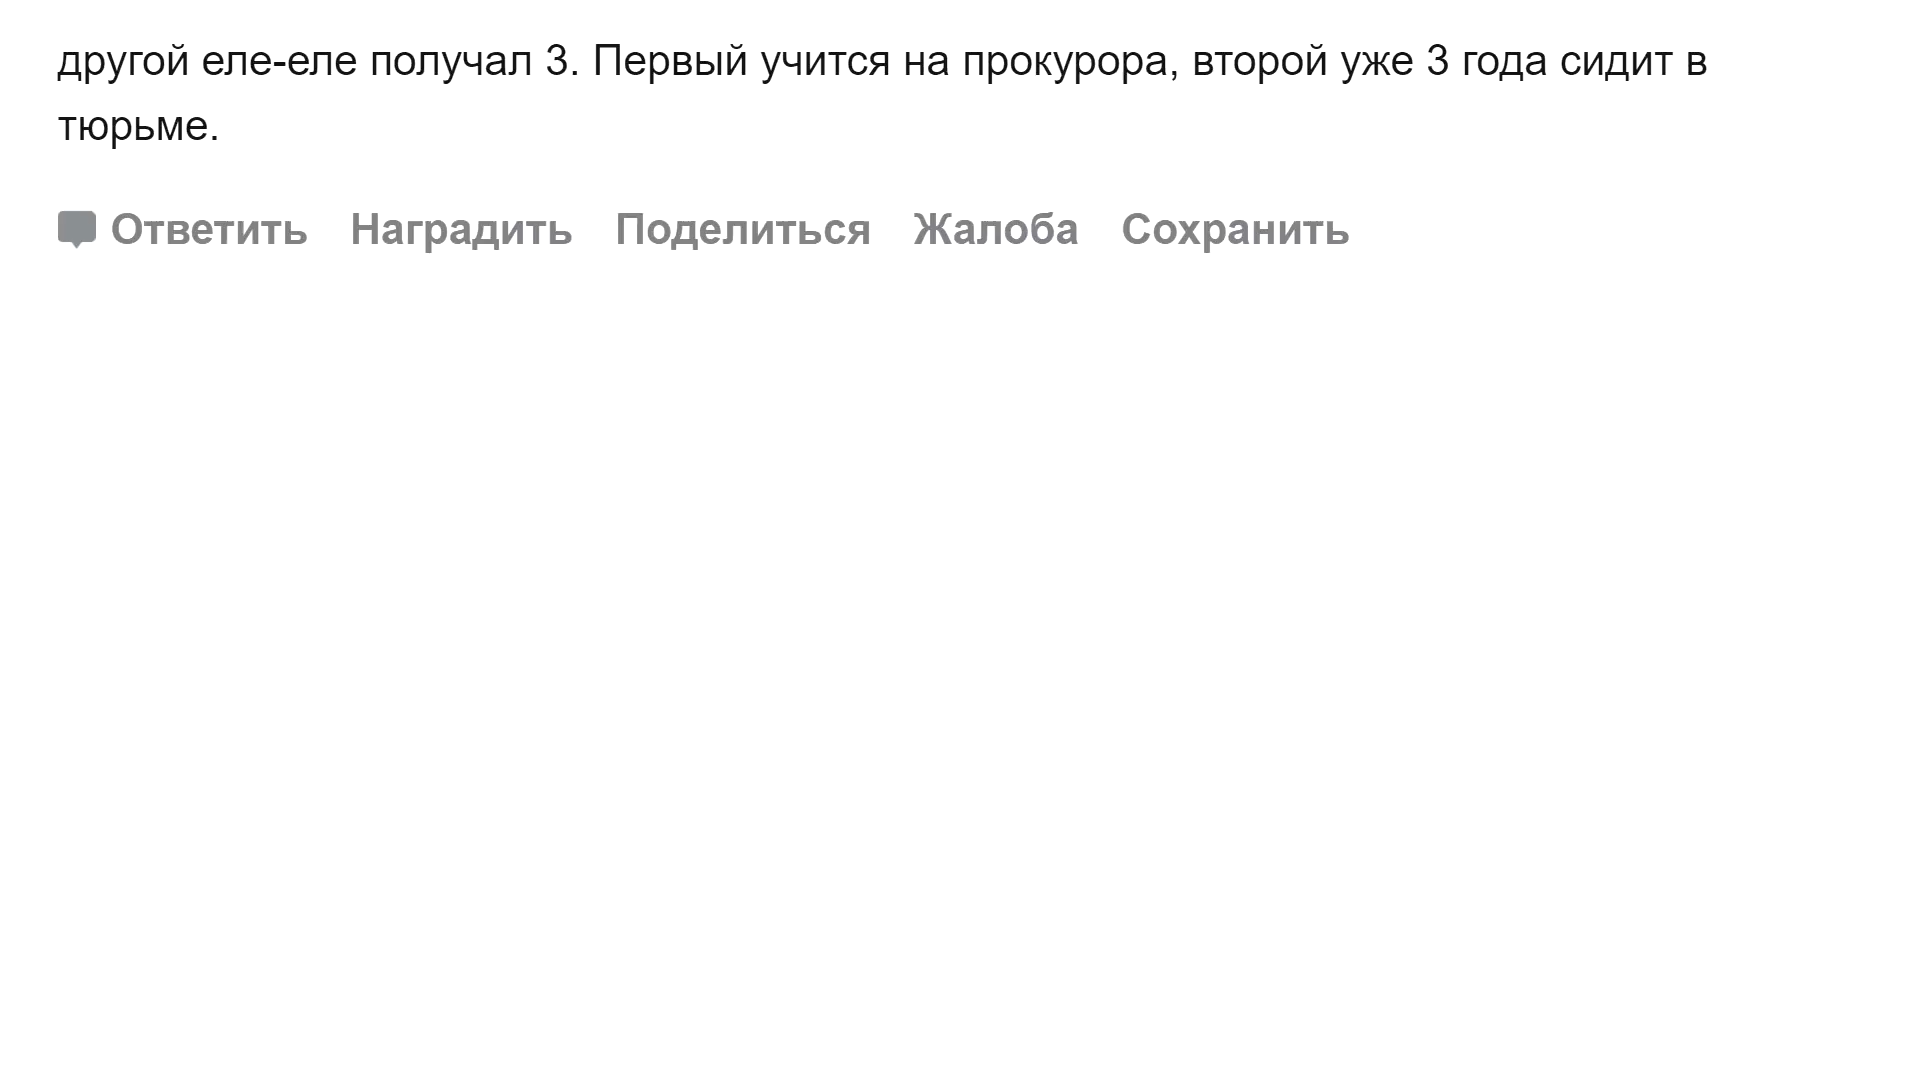 другой еле-еле получал 3. Первый учится на прокурора, второй уже 3 года сидит в
тюрьме.
Ответить Наградить Поделиться Жалоба Сохранить